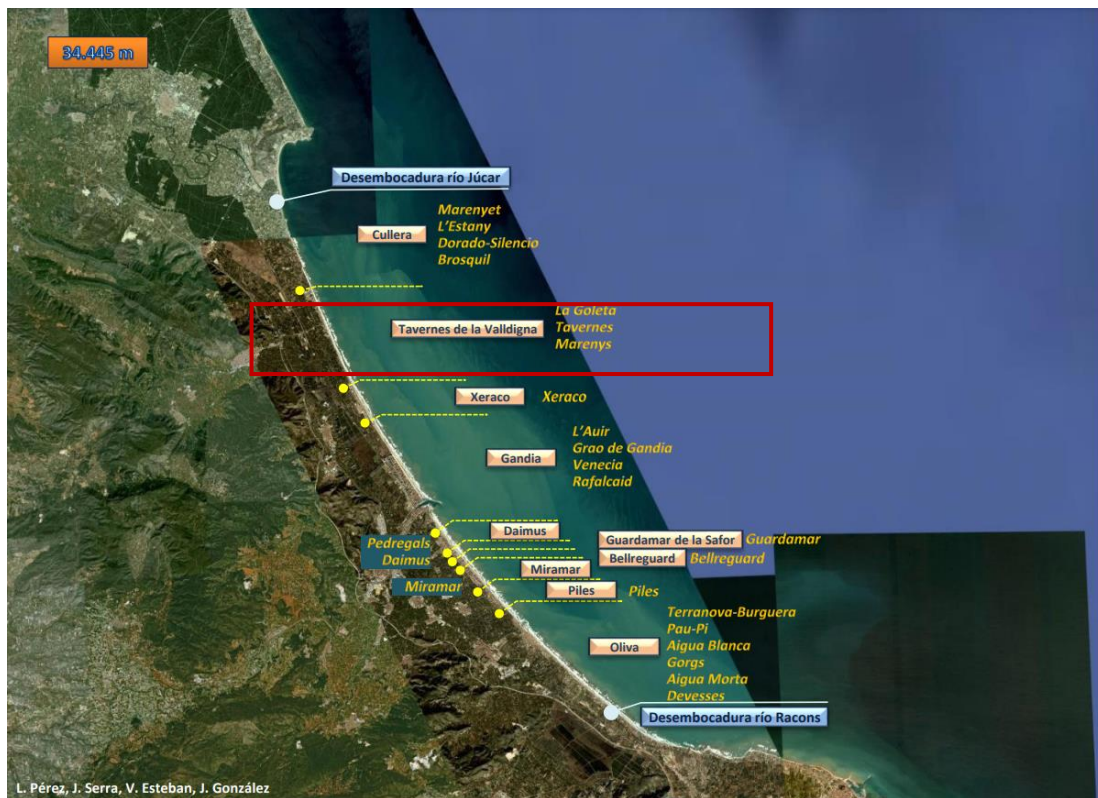 34.445 m
Desembocadura río Júcar
Cullera
Marenyet
L'Estany
Dorado-Silencio
Brosquil
Tavernes de la Valldigna
La Goleta
Tavernes
Marenys
Xeraco
Xeraco
Gandia
L'Auir
Grao de Gandia
Venecia
Rafalcaid
Daimus
Pedregals
Daimus
Guardamar de la Safor
Guardamar
Bellreguard
Bellreguard
Miramar
Miramar
Piles
Piles
Oliva
Terranova-Burguera
Pau-Pi
Aigua Blanca
Gorgs
Aigua Morta
Devesses
Desembocadura río Racons
L. Pérez, J. Serra, V. Esteban, J. González